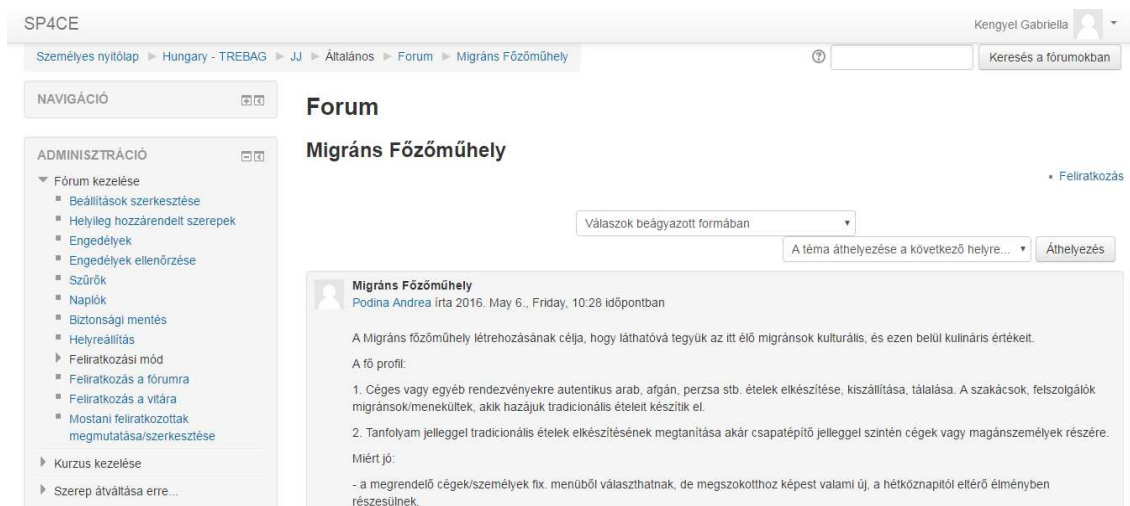 SP4CE
Kengyel Gabriella
Személyes nyitólap ► Hungary - TREBAG ► JJ ► Általános ► Forum ► Migráns Főzőműhely
Keresés a fórumokban
NAVIGÁCIÓ
ADMINISZTRÁCIÓ
Fórum kezelése
Beállítások szerkesztése
Helyileg hozzárendelt szerepek
Engedélyek
Engedélyek ellenőrzése
Szűrők
Naplók
Biztonsági mentés
Helyreállítás
Feliratkozási mód
Feliratkozás a fórumra
Feliratkozás a vitára
Mostani feliratkozottak
megmutatása/szerkesztése
Kurzus kezelése
Szerep átváltása erre...
Forum
Migráns Főzőműhely
Feliratkozás
Válaszok beágyazott formában
A téma áthelyezése a következő helyre... Áthelyezés
Migráns Főzőműhely
Podina Andrea írta 2016. May 6., Friday, 10:28 időpontban
A Migráns főzőműhely létrehozásának célja, hogy láthatóvá tegyük az itt élő migránsok kulturális, és ezen belül kulináris értékeit.
A fő profil:
1. Céges vagy egyéb rendezvényekre autentikus arab, afgán, perzsa stb. ételek elkészítése, kiszállítása, tálalása. A szakácsok, felszolgálók
migránsok/menekültek, akik hazájuk tradicionális ételeit készítik el.
2. Tanfolyam jelleggel tradicionális ételek elkészítésének megtanítása akár csapatépítő jelleggel szintén cégek vagy magánszemélyek részére.
Miért jó:
- a megrendelő cégek/személyek fix. menüből választhatnak, de megszokotthoz képest valami új, a hétköznapitól eltérő élményben
részesülnek.